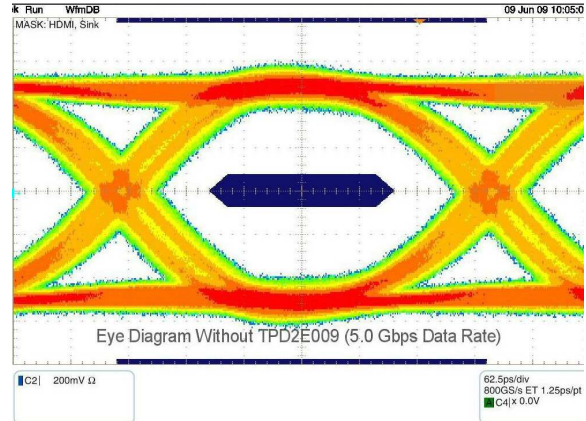 Run WfmDB 09 Jun 09 10:05:0
MASK: HDMI, Sink
Eye Diagram Without TPD2E009 (5.0 Gbps Data Rate)
C2| 200mV Ω
62.5ps/div
800GS/s ET 1.25ps/pt
A C4| x 0.0V